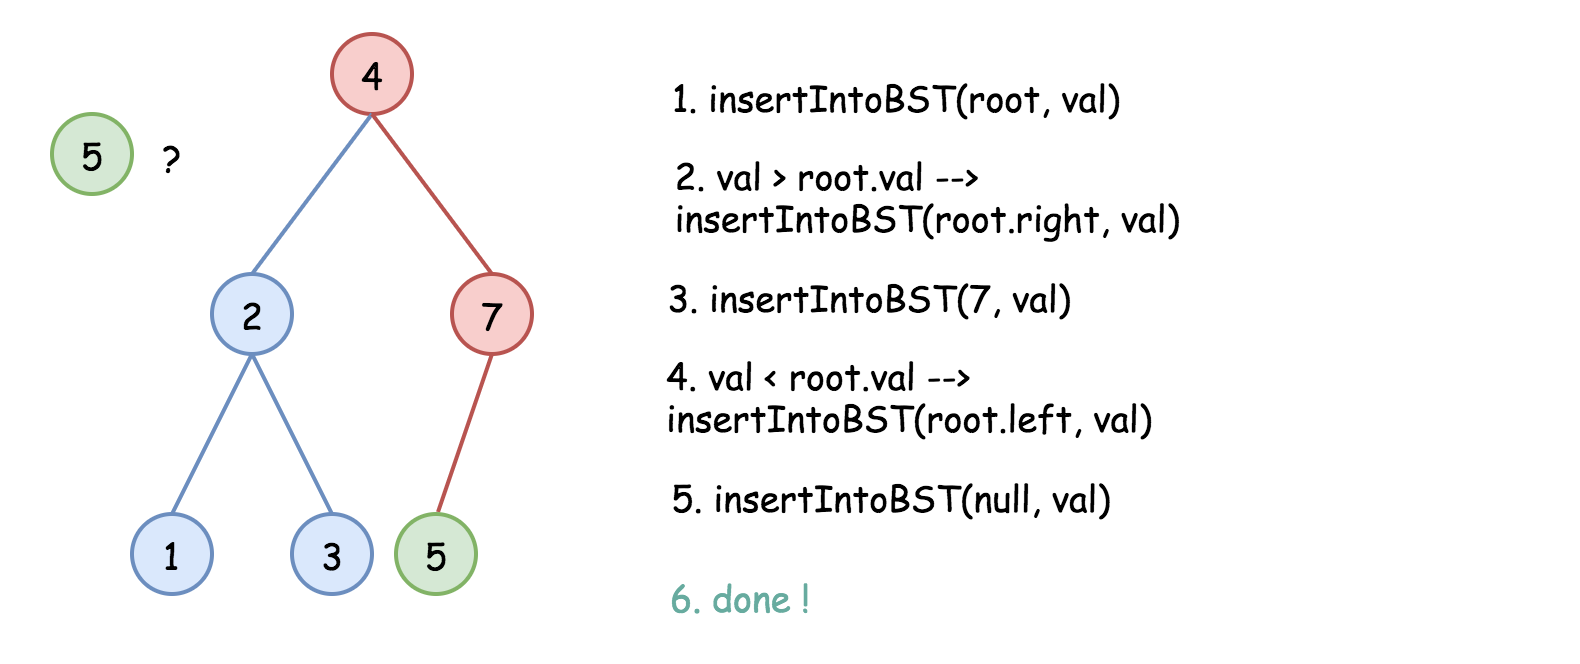 4
5 ?
2
7
1
3
5
1. insertIntoBST(root, val)
2. val > root.val -->
insertIntoBST(root.right, val)
3. insertIntoBST(7, val)
4. val < root.val -->
insertIntoBST(root.left, val)
5. insertIntoBST(null, val)
6. done !